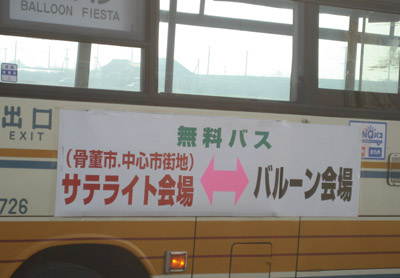 BALLOON FIESTA
出口
EXIT
無料バス
(骨董市.中心市街地)
サテライト会場
バルーン会場
726